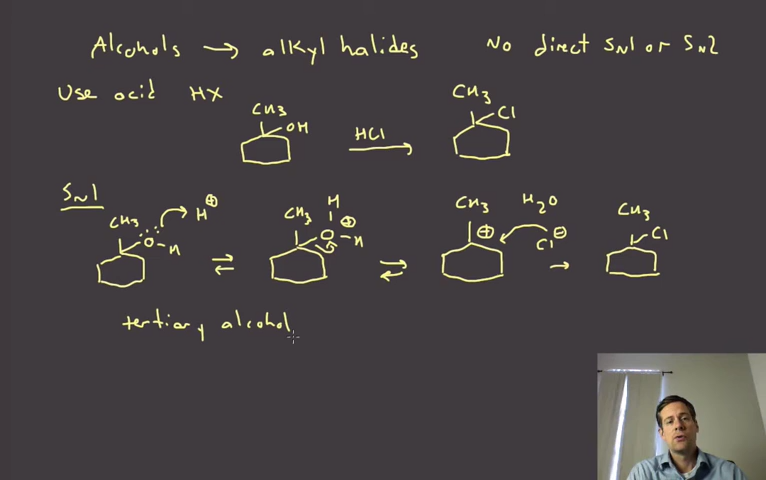 Alcohols → alkyl halides No direct SN1 or SN2
Use acid HX
CH3 OH HCl CH3 Cl
SN1
CH3 O-H H⊕ ⇌ CH3 H O⊕-H ⇌ CH3 ⊕ H2O Cl⊖ → CH3 Cl
tertiary alcohol